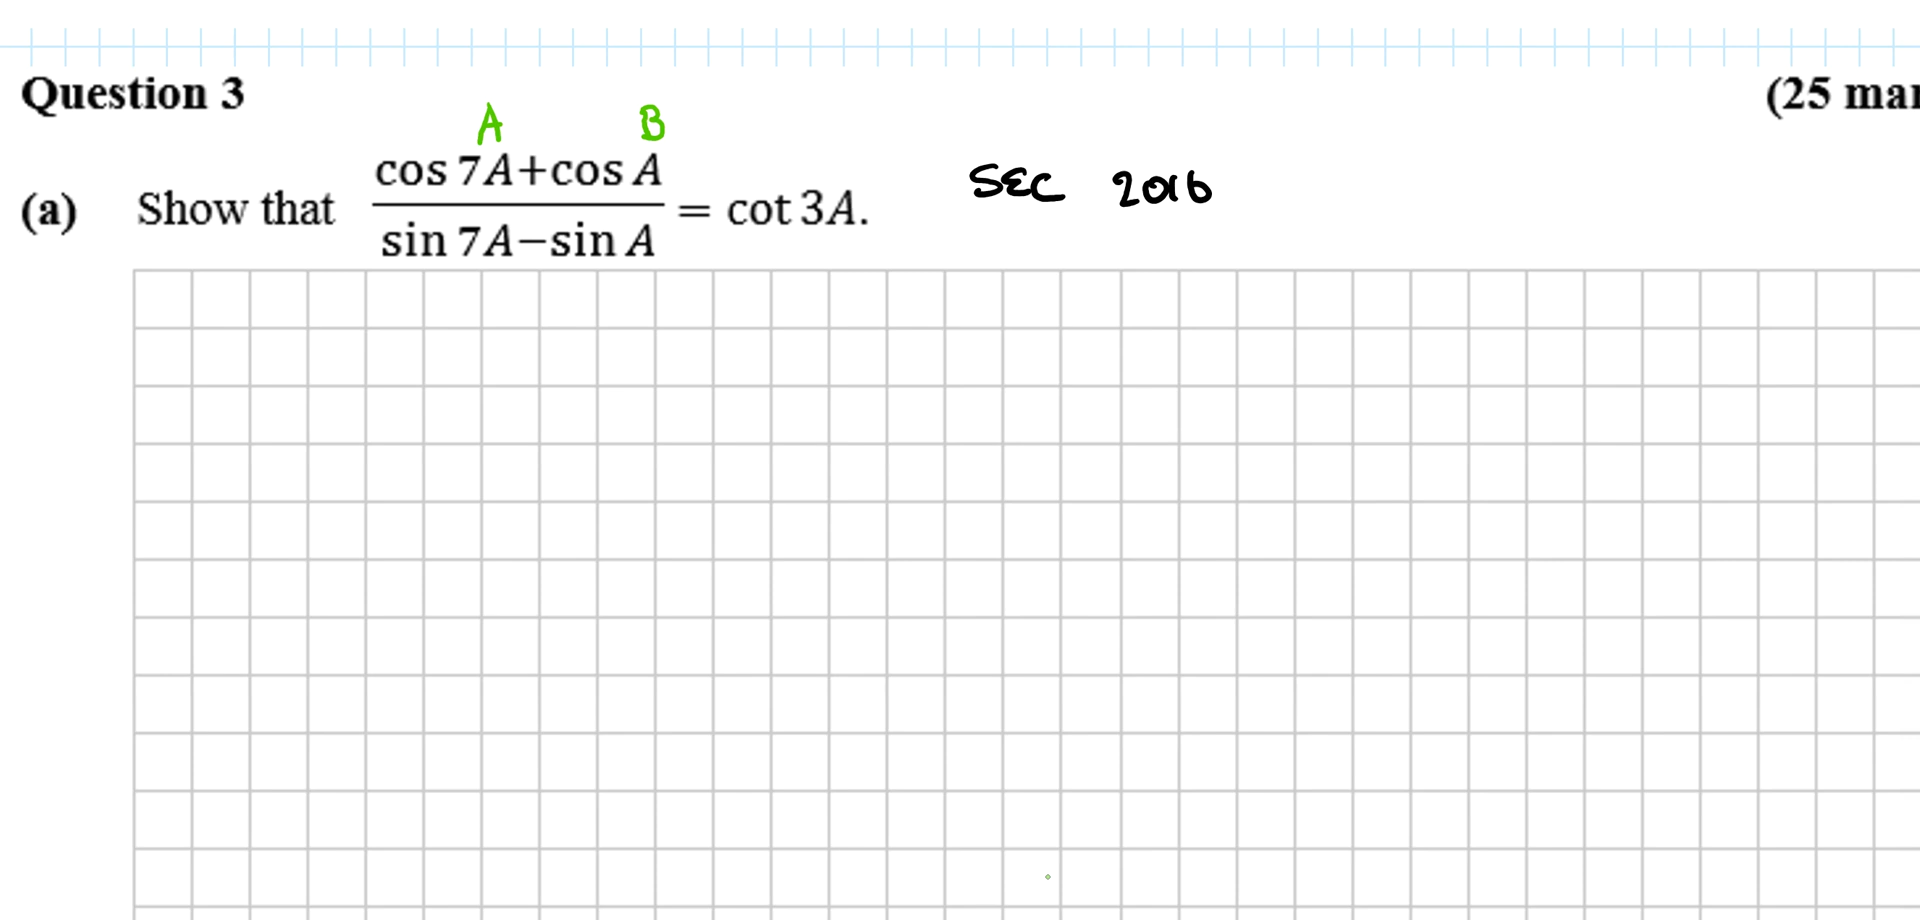 Question 3
(25 mar
A B
(a) Show that cos 7A+cos A / sin 7A−sin A = cot 3A.
SEC 2016